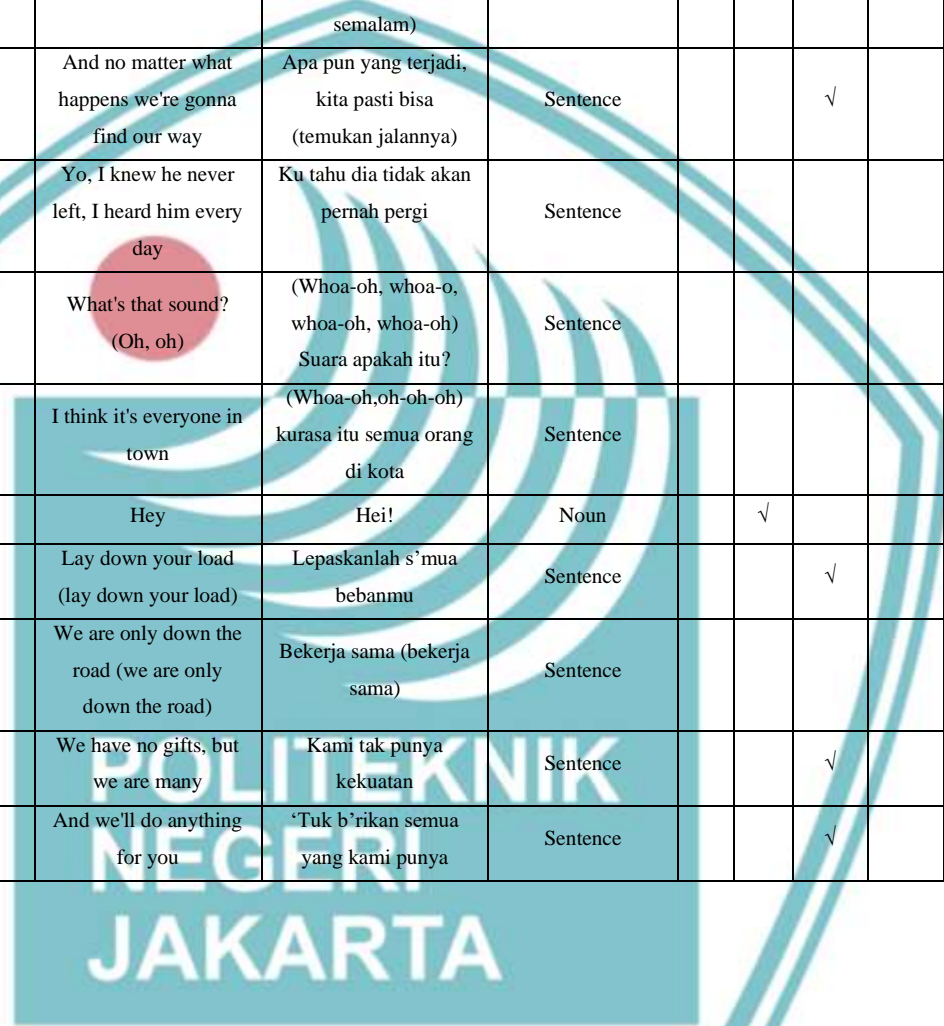 semalam)
And no matter what
happens we're gonna
find our way
Apa pun yang terjadi,
kita pasti bisa
(temukan jalannya)
Sentence
√
Yo, I knew he never
left, I heard him every
day
Ku tahu dia tidak akan
pernah pergi
Sentence
What's that sound?
(Oh, oh)
(Whoa-oh, whoa-o,
whoa-oh, whoa-oh)
Suara apakah itu?
Sentence
I think it's everyone in
town
(Whoa-oh,oh-oh-oh)
kurasa itu semua orang
di kota
Sentence
Hey
Hei!
Noun
√
Lay down your load
(lay down your load)
Lepaskanlah s’mua
bebanmu
Sentence
√
We are only down the
road (we are only
down the road)
Bekerja sama (bekerja
sama)
Sentence
We have no gifts, but
we are many
Kami tak punya
kekuatan
Sentence
√
And we'll do anything
for you
‘Tuk b’rikan semua
yang kami punya
Sentence
√
POLITEKNIK
NEGERI
JAKARTA